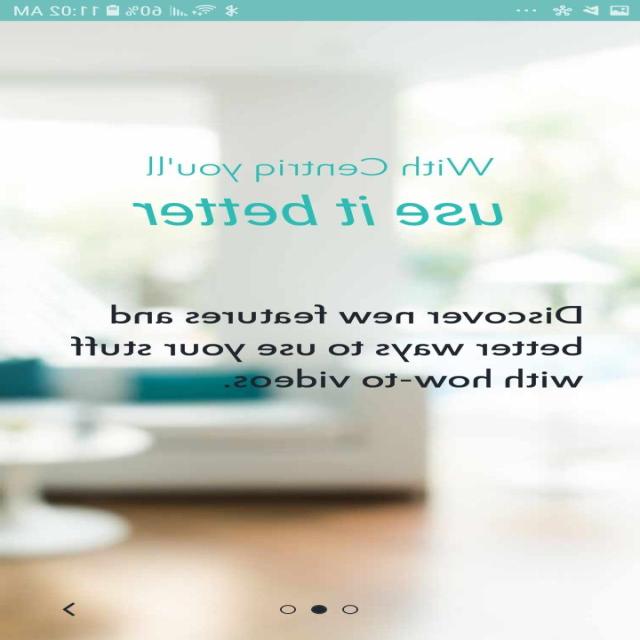 60% 11:02 AM
With Centriq you'll
use it better
Discover new features and
better ways to use your stuff
with how-to videos.